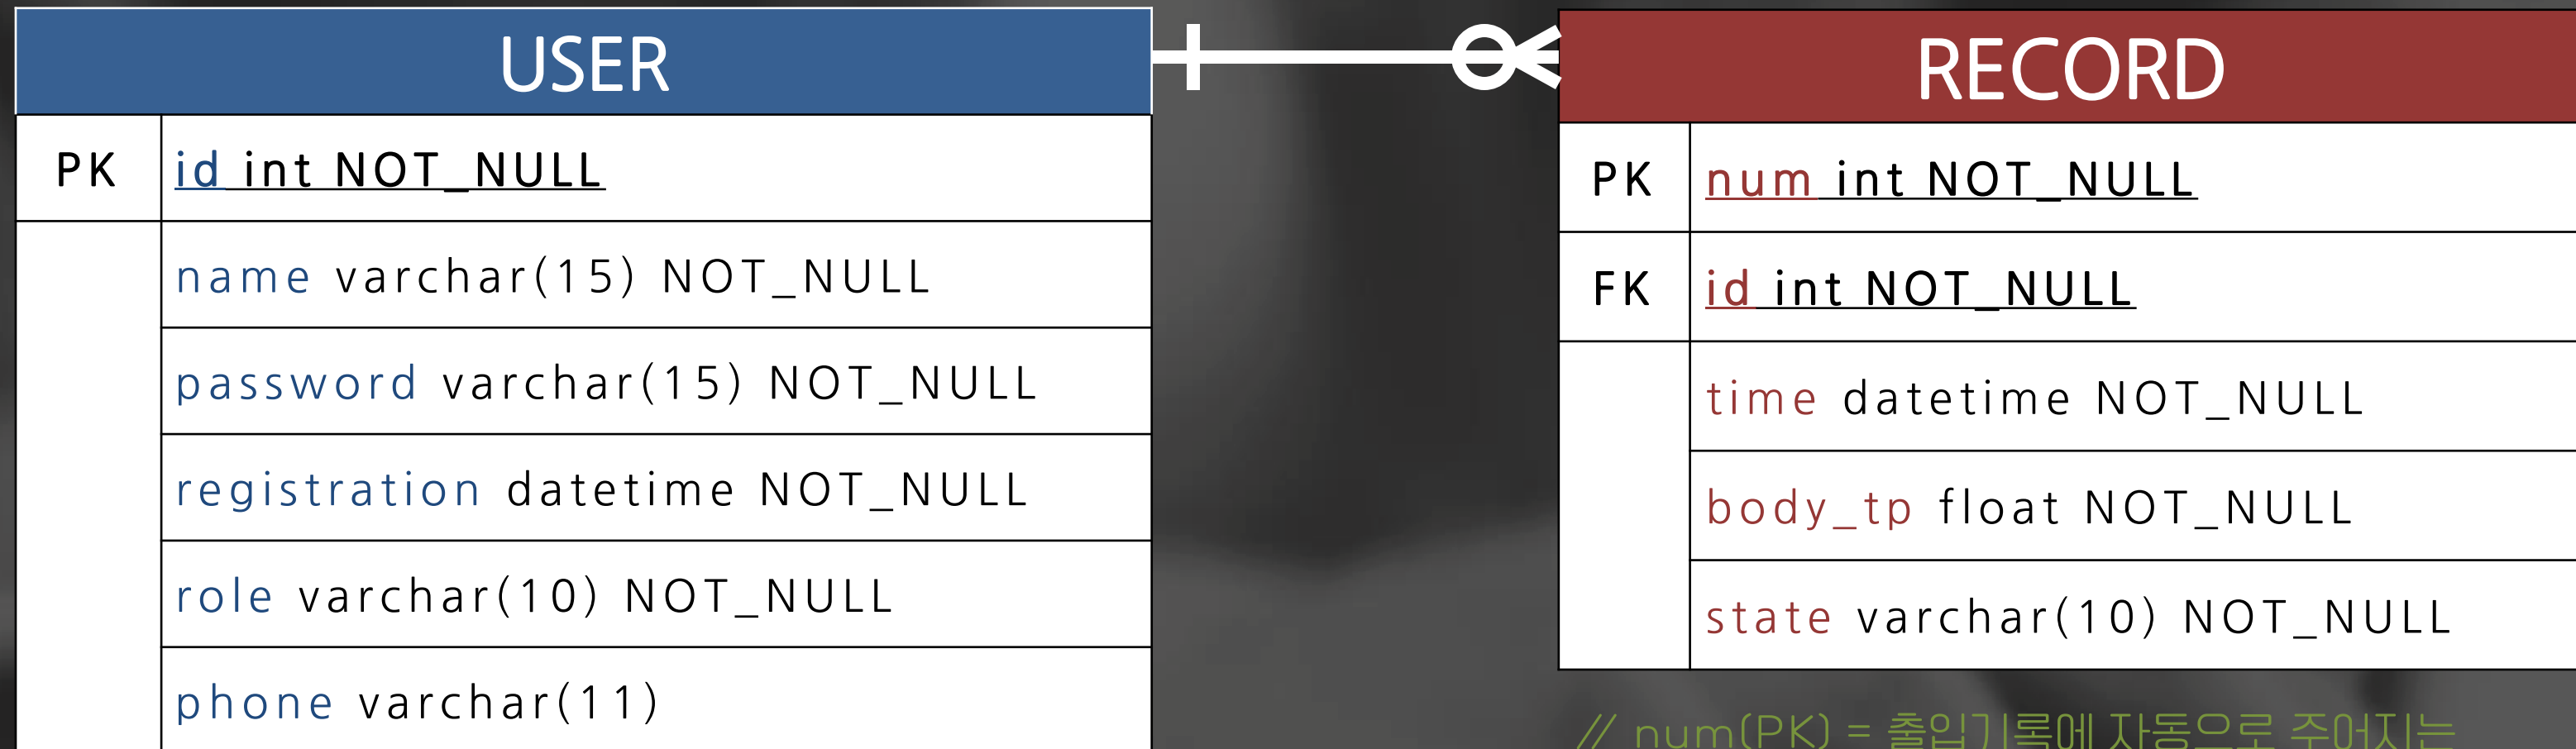 USER
PK id int NOT_NULL
name varchar(15) NOT_NULL
password varchar(15) NOT_NULL
registration datetime NOT_NULL
role varchar(10) NOT_NULL
phone varchar(11)
RECORD
PK num int NOT_NULL
FK id int NOT_NULL
time datetime NOT_NULL
body_tp float NOT_NULL
state varchar(10) NOT_NULL
// num(PK) = 출입기록에 자동으로 주어지는